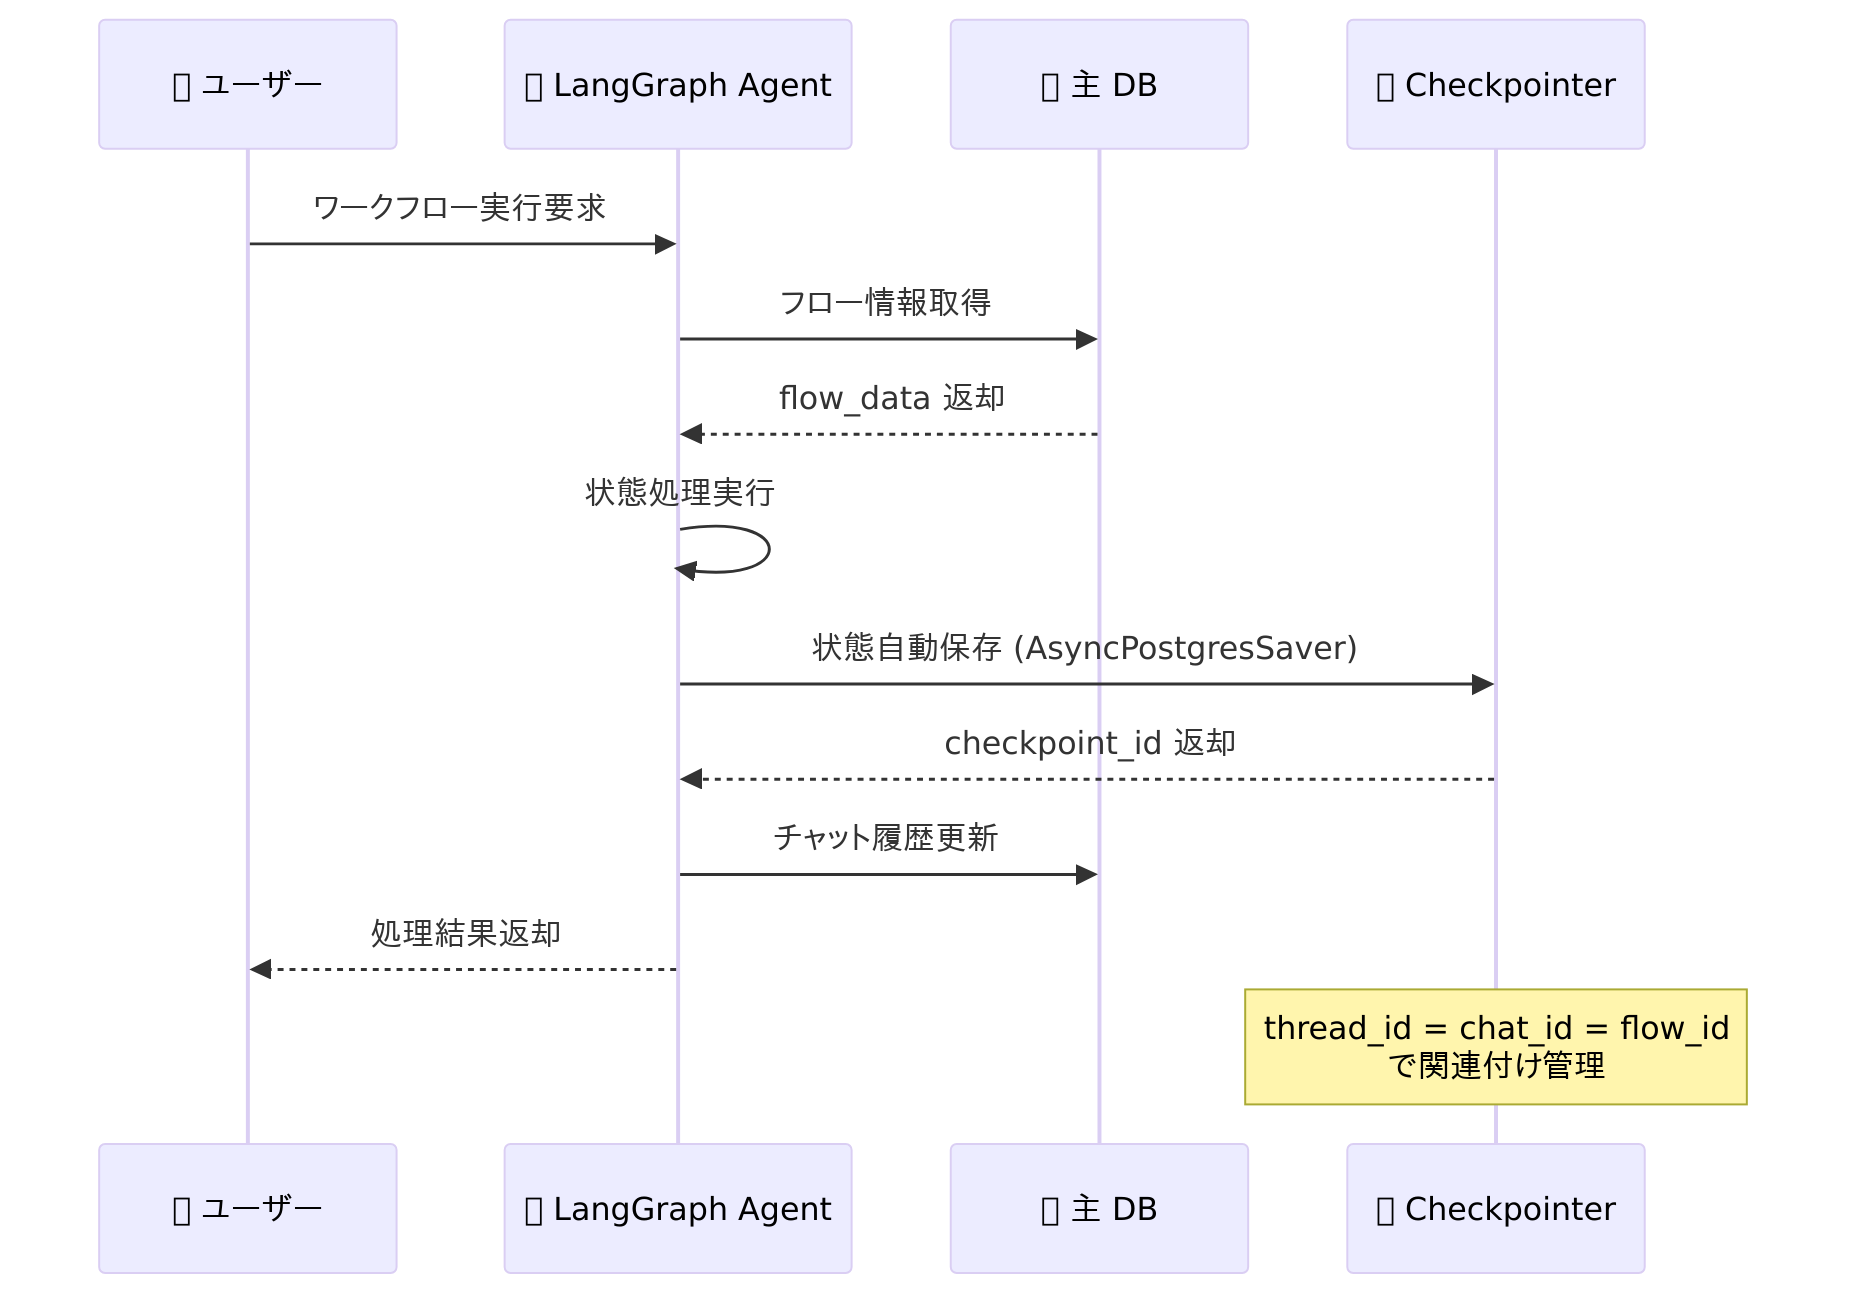 ユーザー
LangGraph Agent
主 DB
Checkpointer
ワークフロー実行要求
フロー情報取得
flow_data 返却
状態処理実行
状態自動保存 (AsyncPostgresSaver)
checkpoint_id 返却
チャット履歴更新
処理結果返却
thread_id = chat_id = flow_id
で関連付け管理
ユーザー
LangGraph Agent
主 DB
Checkpointer